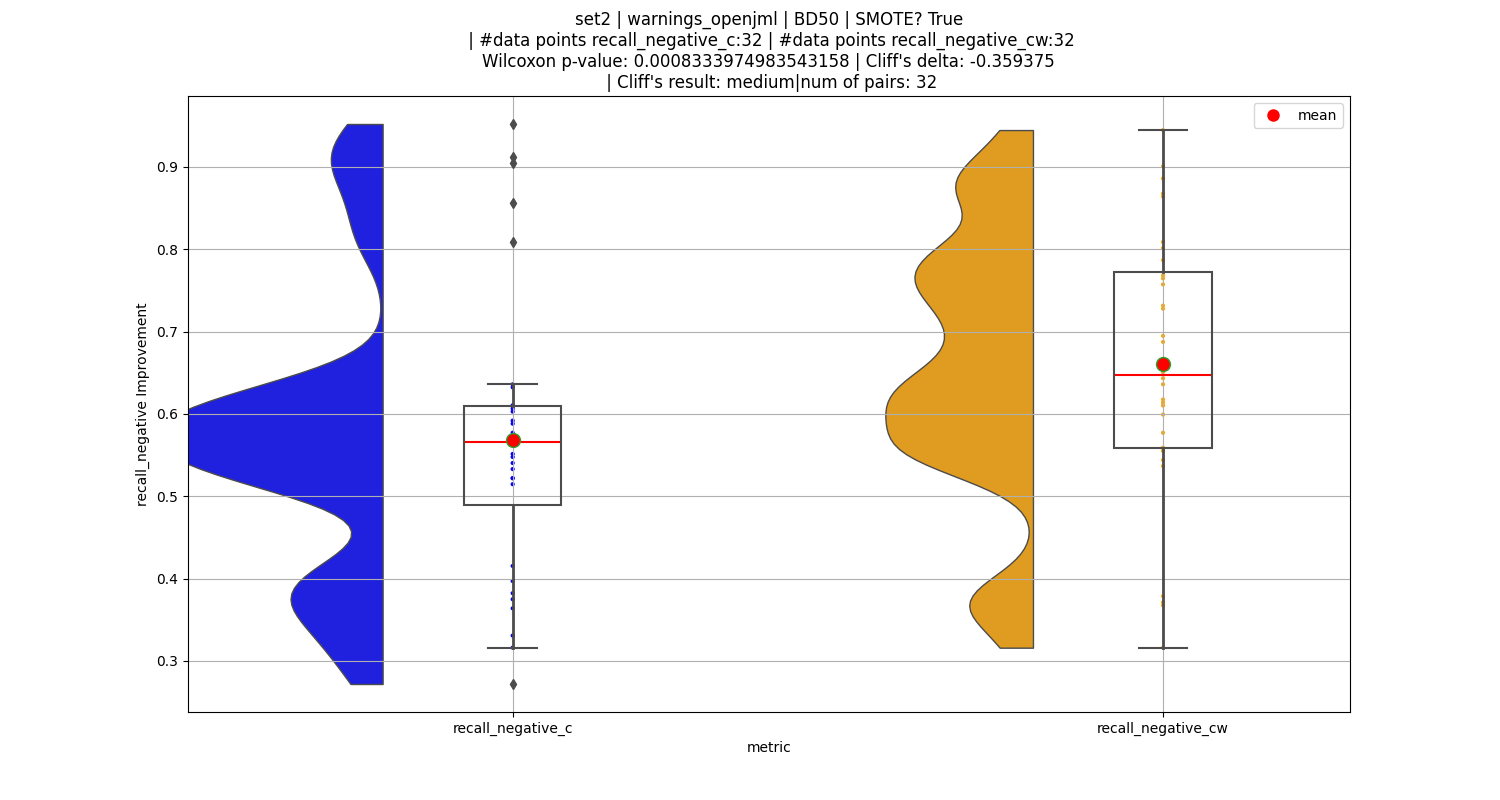 set2 | warnings_openjml | BD50 | SMOTE? True
| #data points recall_negative_c:32 | #data points recall_negative_cw:32
Wilcoxon p-value: 0.0008333974983543158 | Cliff's delta: -0.359375
| Cliff's result: medium|num of pairs: 32
mean
0.9
0.8
0.7
0.6
0.5
0.4
0.3
recall_negative Improvement
recall_negative_c
recall_negative_cw
metric